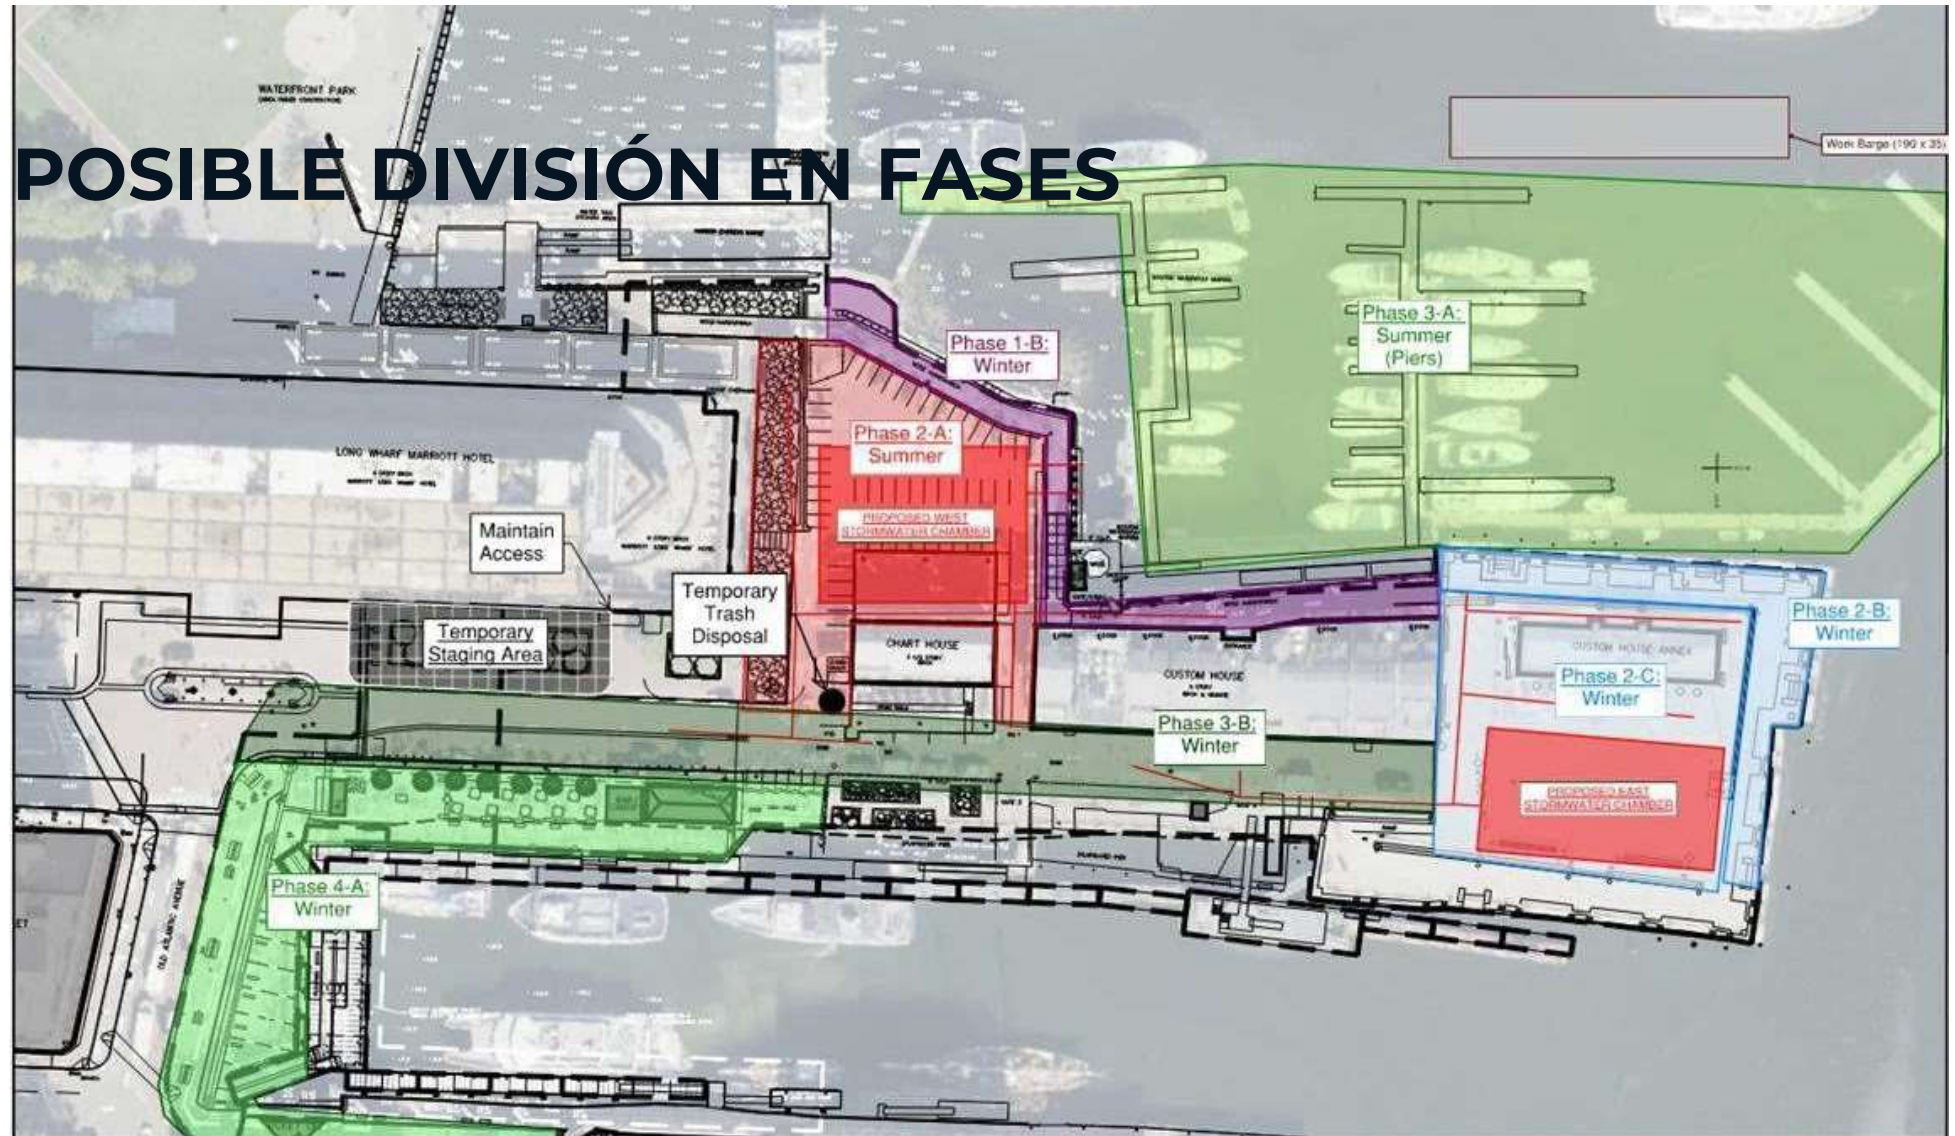 WATERFRONT PARK
POSIBLE DIVISIÓN EN FASES
Work Barge (190 x 35)
Phase 1-B:
Winter
Phase 3-A:
Summer
(Piers)
Phase 2-A:
Summer
LONG WHARF MARRIOTT HOTEL
PROPOSED WEST
STORMWATER CHAMBER
Maintain
Access
Temporary
Trash
Disposal
Temporary
Staging Area
CHART HOUSE
CUSTOM HOUSE
CUSTOM HOUSE ANNEX
Phase 2-B:
Winter
Phase 2-C:
Winter
Phase 3-B:
Winter
PROPOSED EAST
STORMWATER CHAMBER
Phase 4-A:
Winter
OLD ATLANTIC AVENUE